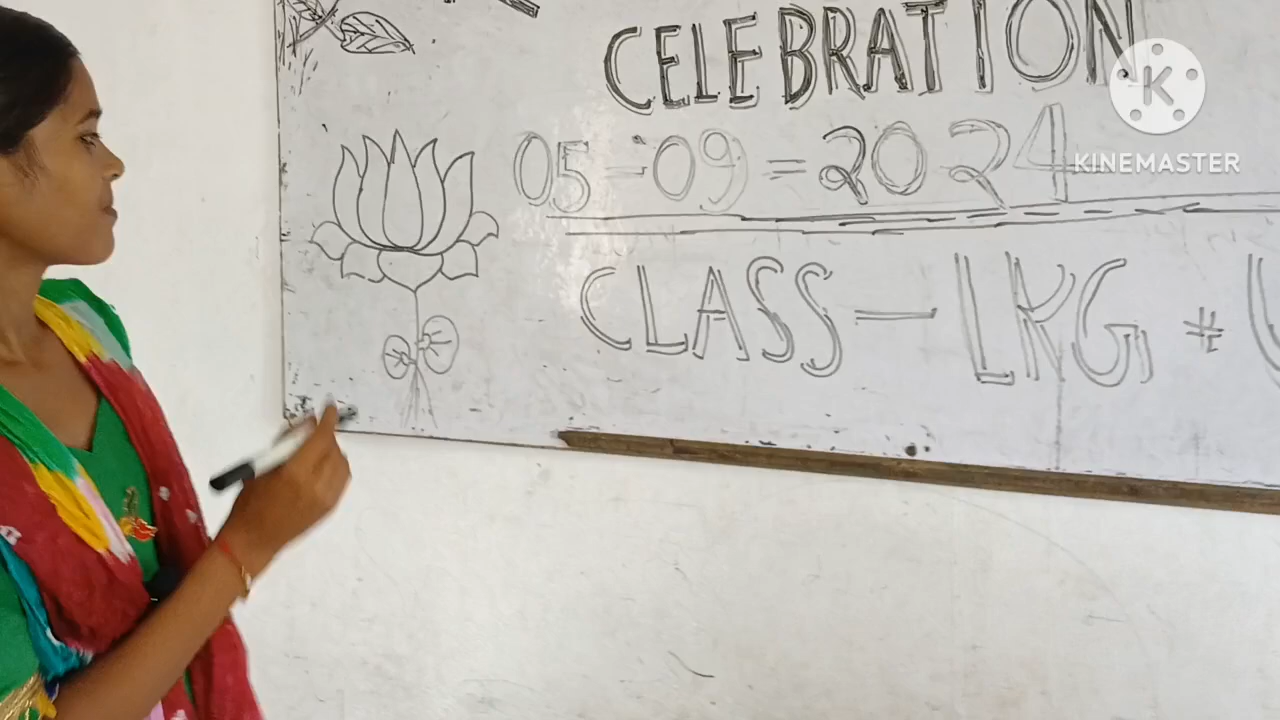 CELEBRATION
05-09=2024
CLASS - LKG +
K
KINEMASTER